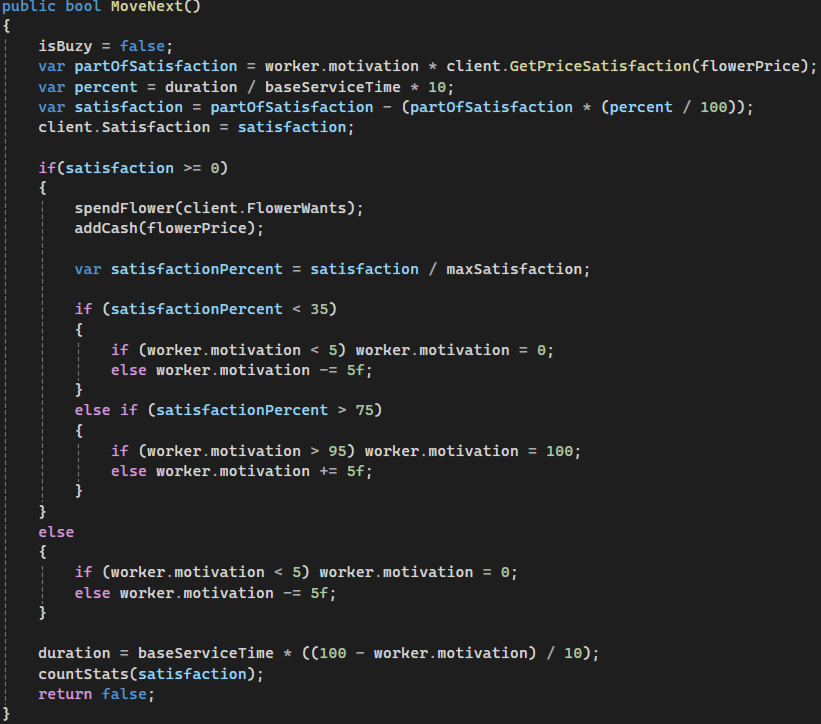 public bool MoveNext()
{
    isBuzy = false;
    var partOfSatisfaction = worker.motivation * client.GetPriceSatisfaction(flowerPrice);
    var percent = duration / baseServiceTime * 10;
    var satisfaction = partOfSatisfaction - (partOfSatisfaction * (percent / 100));
    client.Satisfaction = satisfaction;

    if(satisfaction >= 0)
    {
        spendFlower(client.FlowerWants);
        addCash(flowerPrice);

        var satisfactionPercent = satisfaction / maxSatisfaction;

        if (satisfactionPercent < 35)
        {
            if (worker.motivation < 5) worker.motivation = 0;
            else worker.motivation -= 5f;
        }
        else if (satisfactionPercent > 75)
        {
            if (worker.motivation > 95) worker.motivation = 100;
            else worker.motivation += 5f;
        }
    }
    else
    {
        if (worker.motivation < 5) worker.motivation = 0;
        else worker.motivation -= 5f;
    }

    duration = baseServiceTime * ((100 - worker.motivation) / 10);
    countStats(satisfaction);
    return false;
}